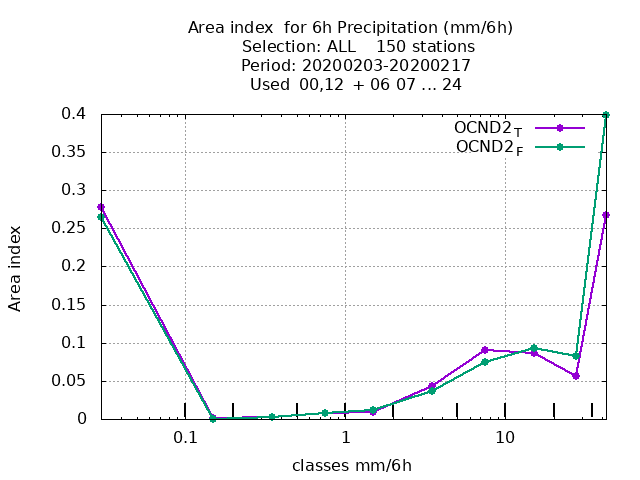 Area index  for 6h Precipitation (mm/6h)
Selection: ALL    150 stations
Period: 20200203-20200217
Used  00,12  + 06 07 ... 24
OCND2_T
OCND2_F
0.4
0.35
0.3
0.25
0.2
0.15
0.1
0.05
0
Area index
0.1 1 10
classes mm/6h